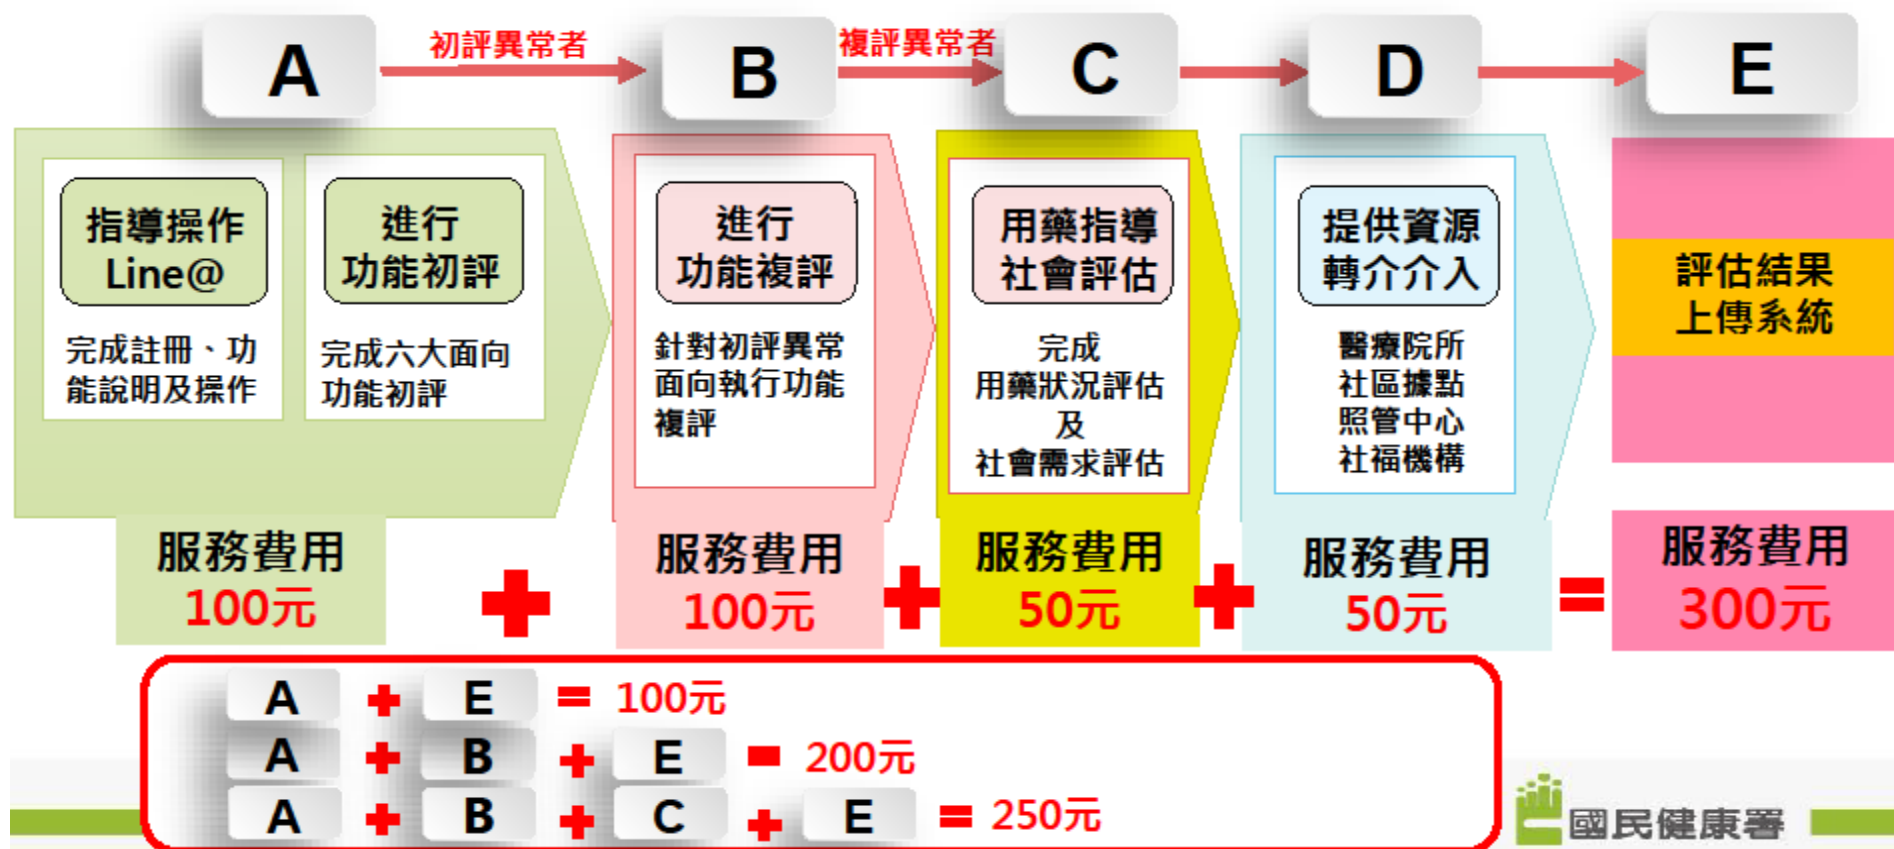 A
初評異常者
B
複評異常者
C
D
E
指導操作
Line@
完成註冊、功
能說明及操作
進行
功能初評
完成六大面向
功能初評
進行
功能複評
針對初評異常
面向執行功能
複評
用藥指導
社會評估
完成
用藥狀況評估
及
社會需求評估
提供資源
轉介介入
醫療院所
社區據點
照管中心
社福機構
評估結果
上傳系統
服務費用
100元
+
服務費用
100元
+
服務費用
50元
+
服務費用
50元
=
服務費用
300元
A + E = 100元
A + B + E = 200元
A + B + C + E = 250元
國民健康署